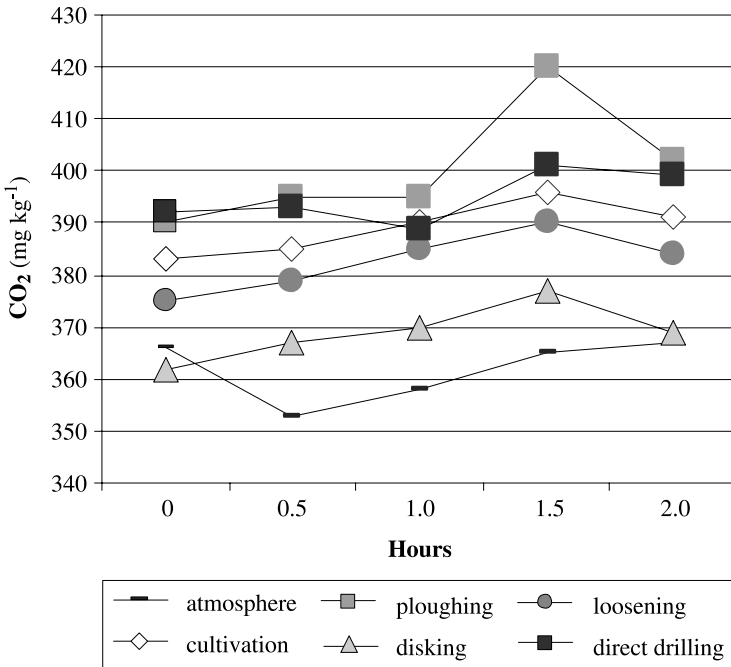 430
420
410
400
390
380
370
360
350
340
CO₂ (mg kg⁻¹)
0 0.5 1.0 1.5 2.0
Hours
atmosphere ploughing loosening
cultivation disking direct drilling